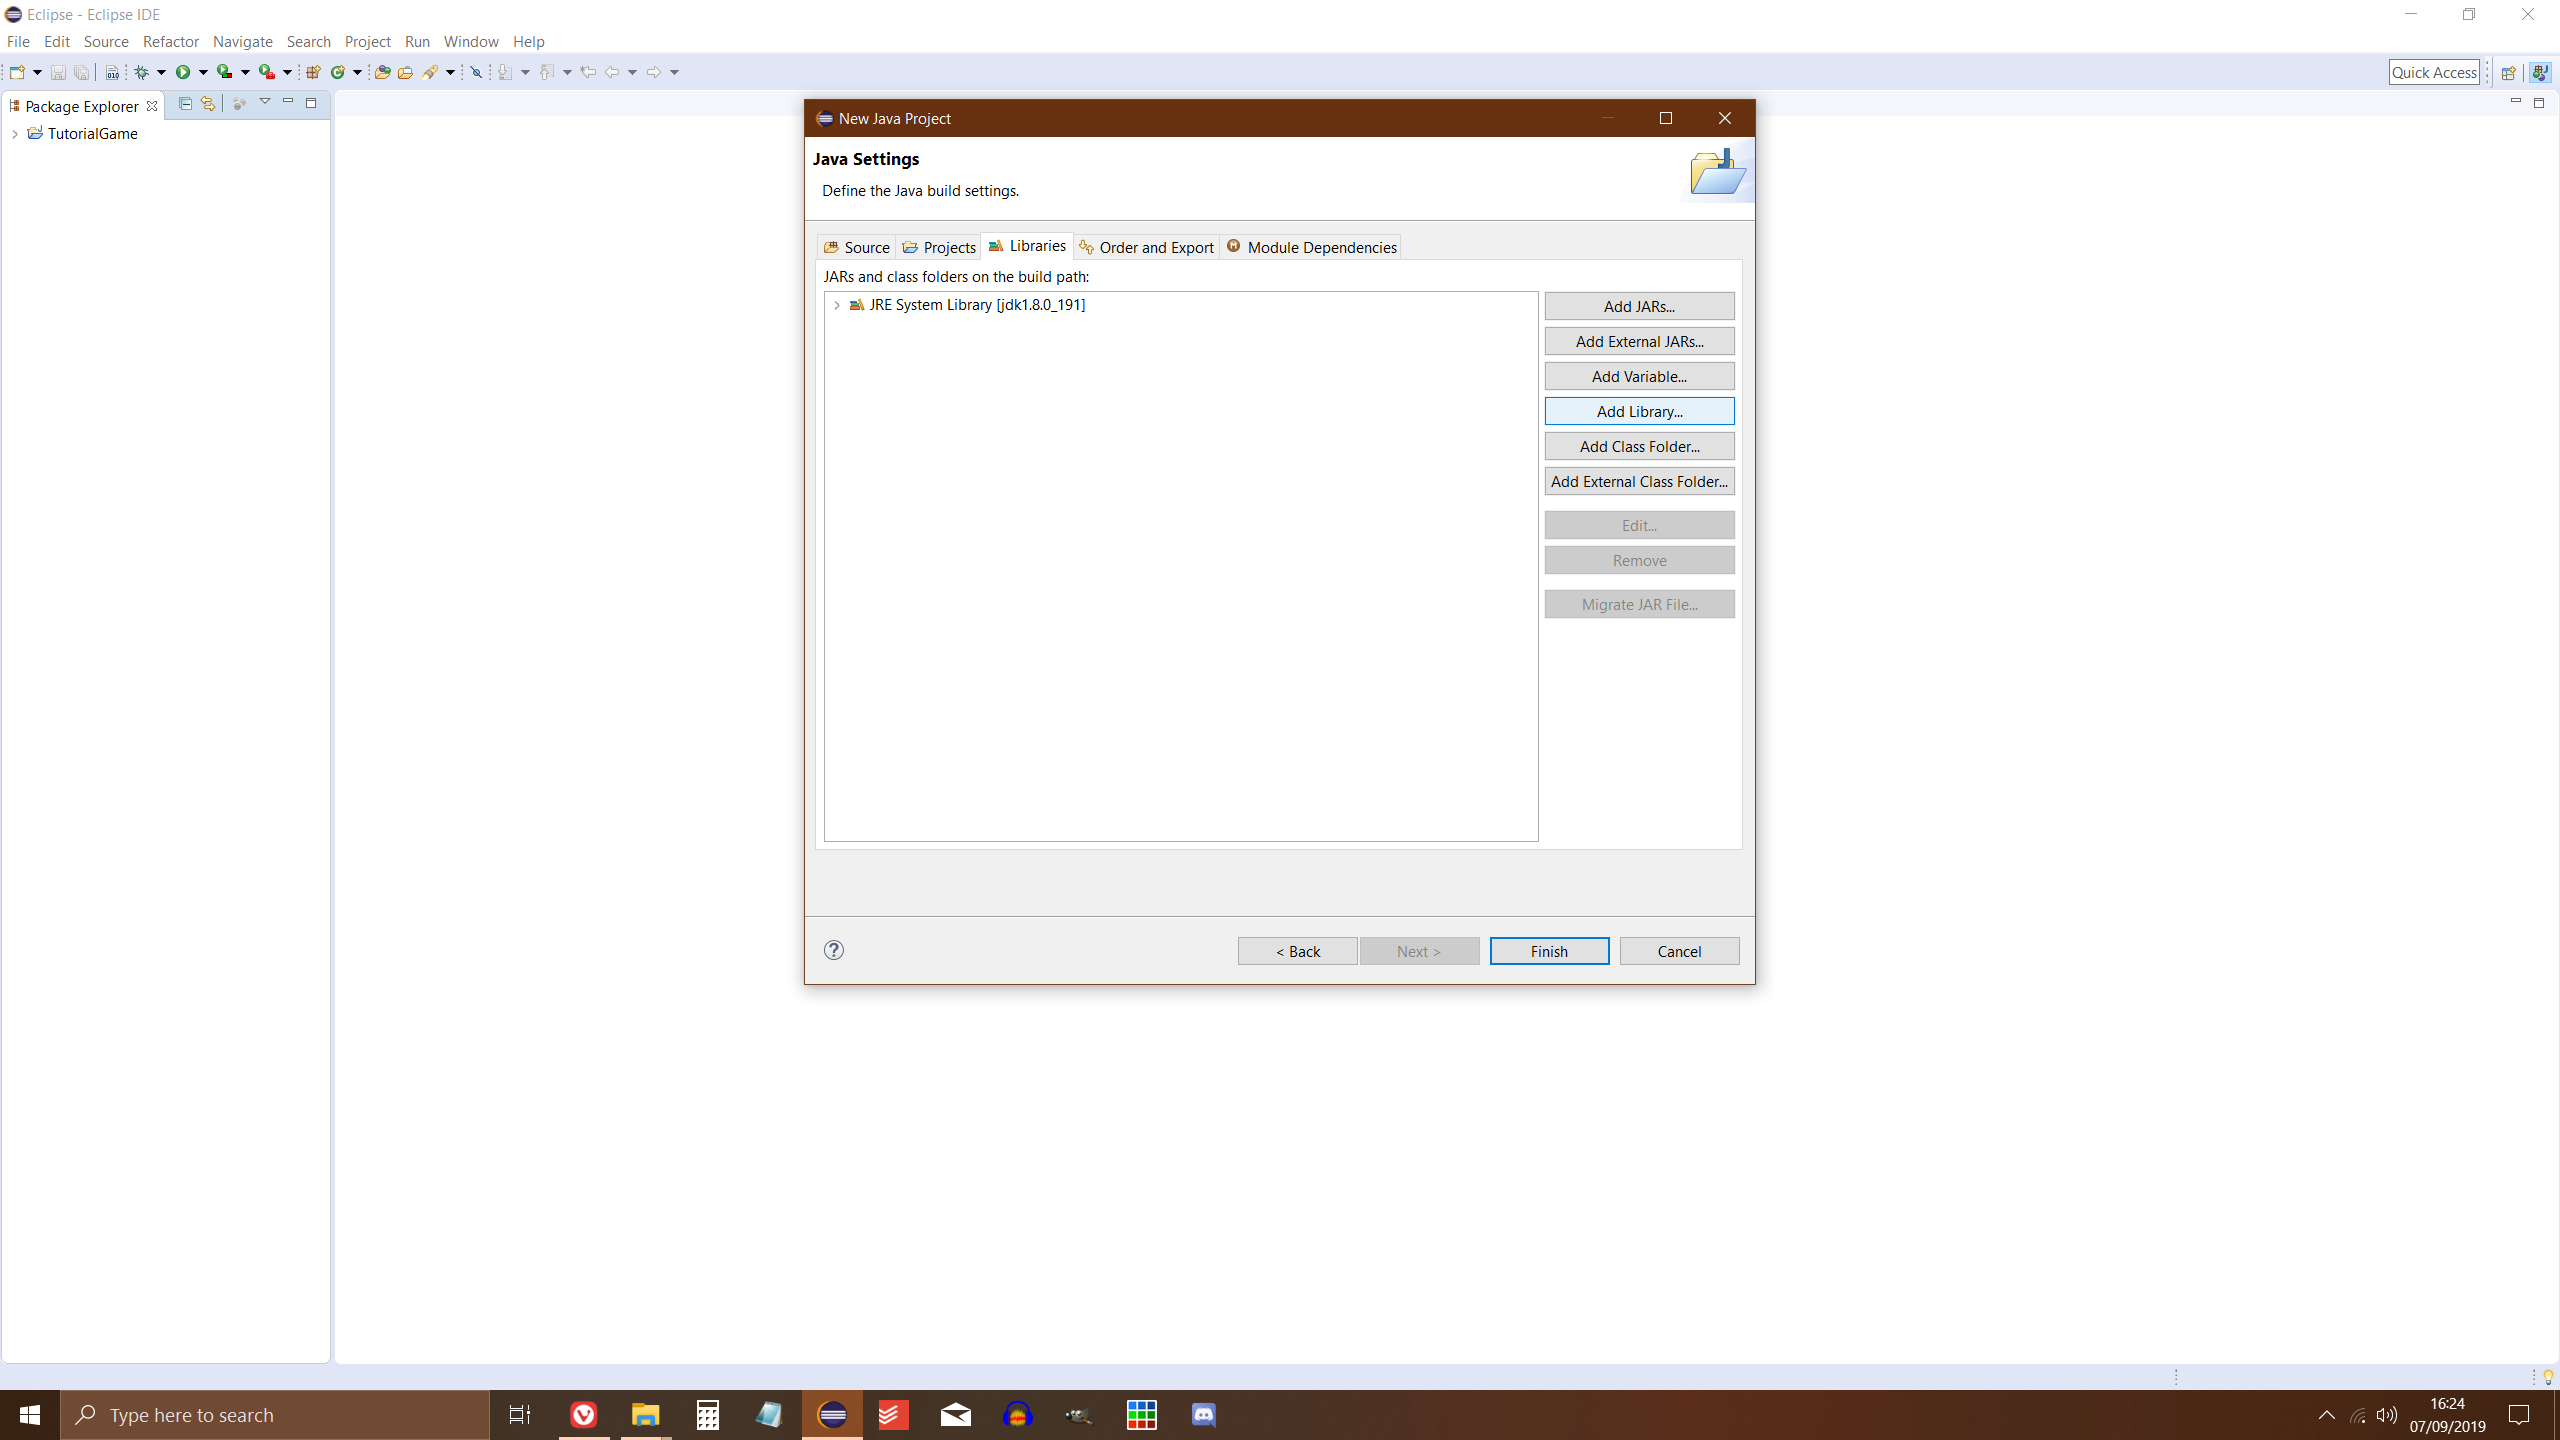 Eclipse - Eclipse IDE
File Edit Source Refactor Navigate Search Project Run Window Help
Quick Access
Package Explorer
TutorialGame
New Java Project
Java Settings
Define the Java build settings.
Source Projects Libraries Order and Export Module Dependencies
JARs and class folders on the build path:
JRE System Library [jdk1.8.0_191]
Add JARs...
Add External JARs...
Add Variable...
Add Library...
Add Class Folder...
Add External Class Folder...
Edit...
Remove
Migrate JAR File...
< Back Next > Finish Cancel
Type here to search
16:24
07/09/2019